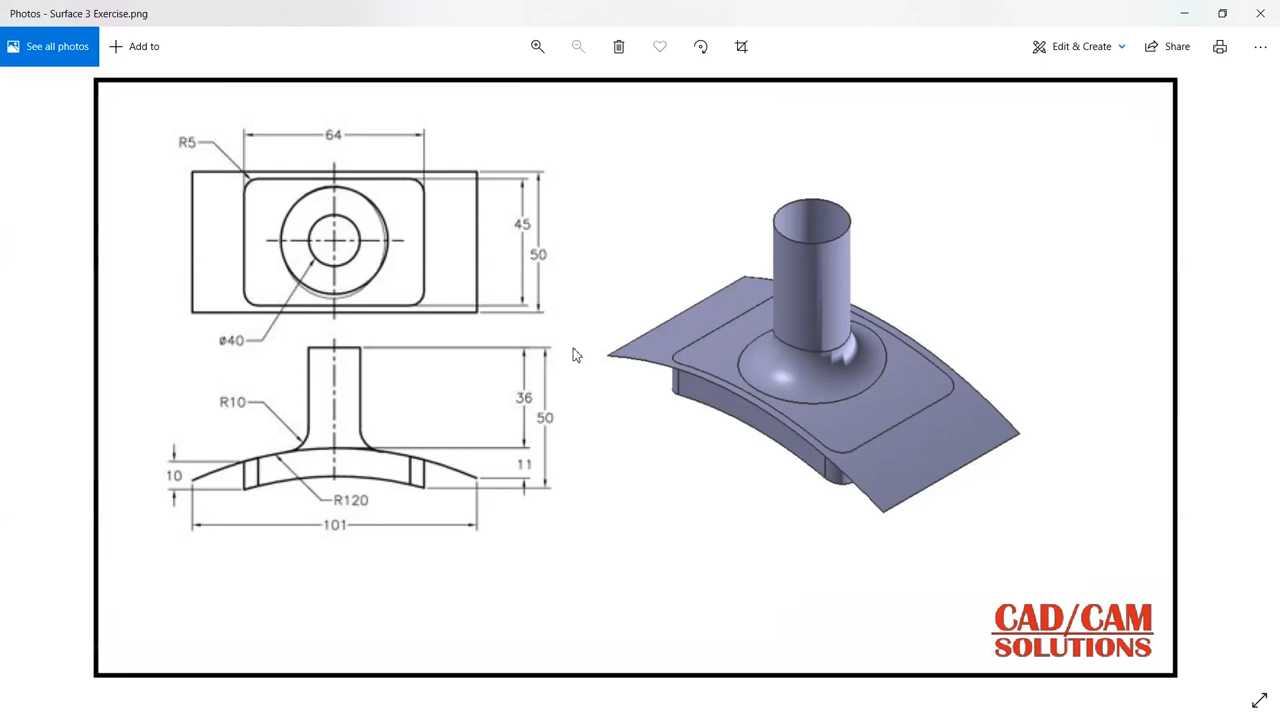 Photos - Surface 3 Exercise.png
See all photos
Add to
Edit & Create
Share
64
R5
45
50
ø40
R10
36
50
10
11
R120
101
CAD/CAM
SOLUTIONS